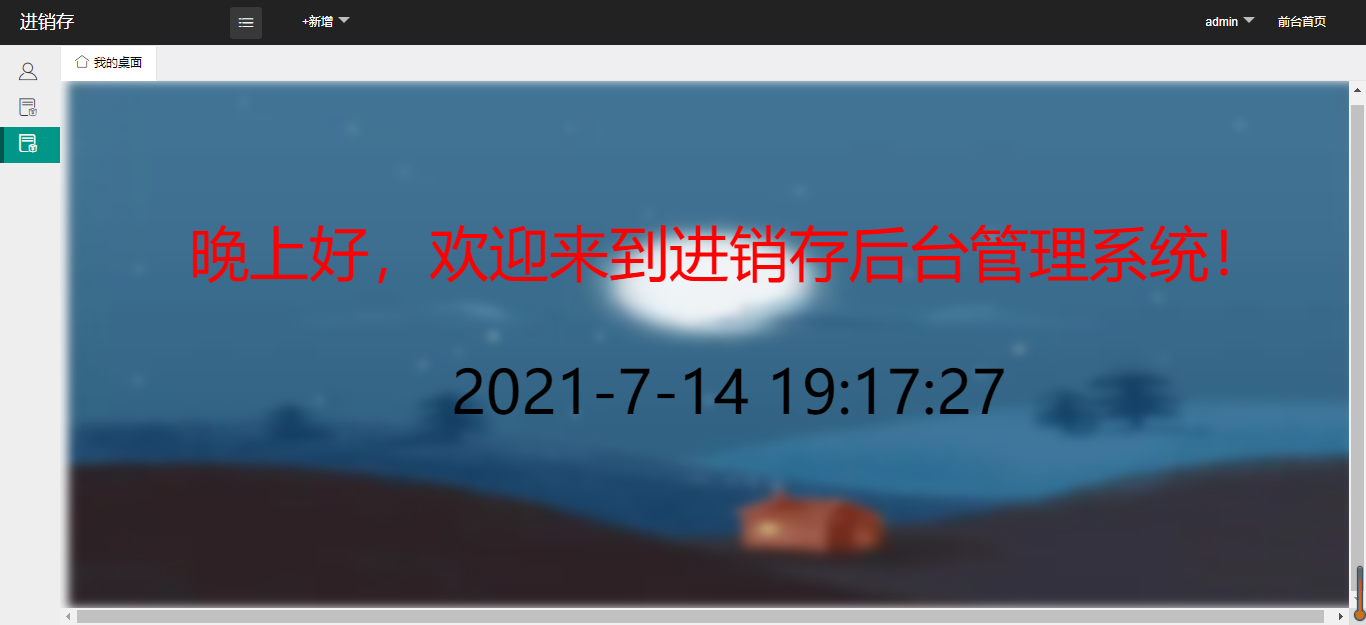 进销存
+新增
admin
前台首页
我的桌面
晚上好，欢迎来到进销存后台管理系统！
2021-7-14 19:17:27